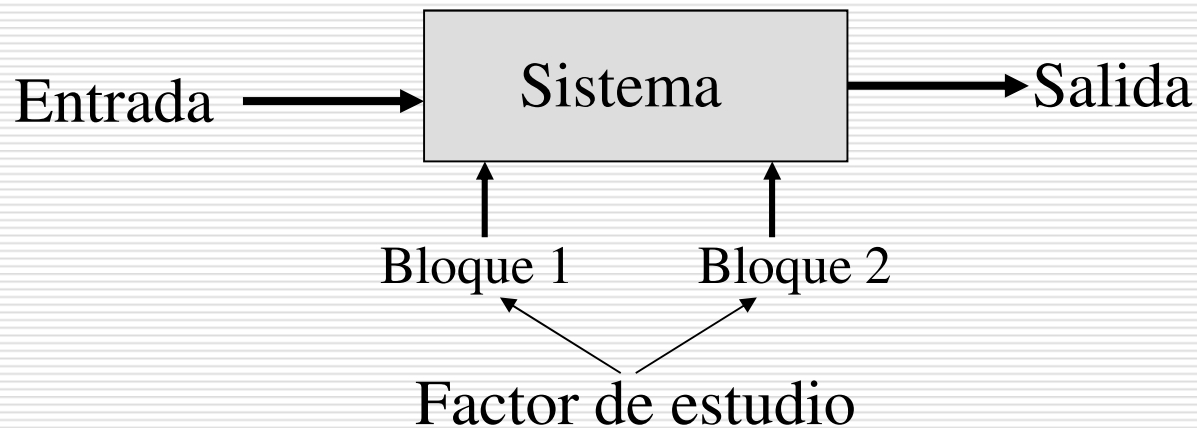 Entrada
Sistema
Salida
Bloque 1
Bloque 2
Factor de estudio